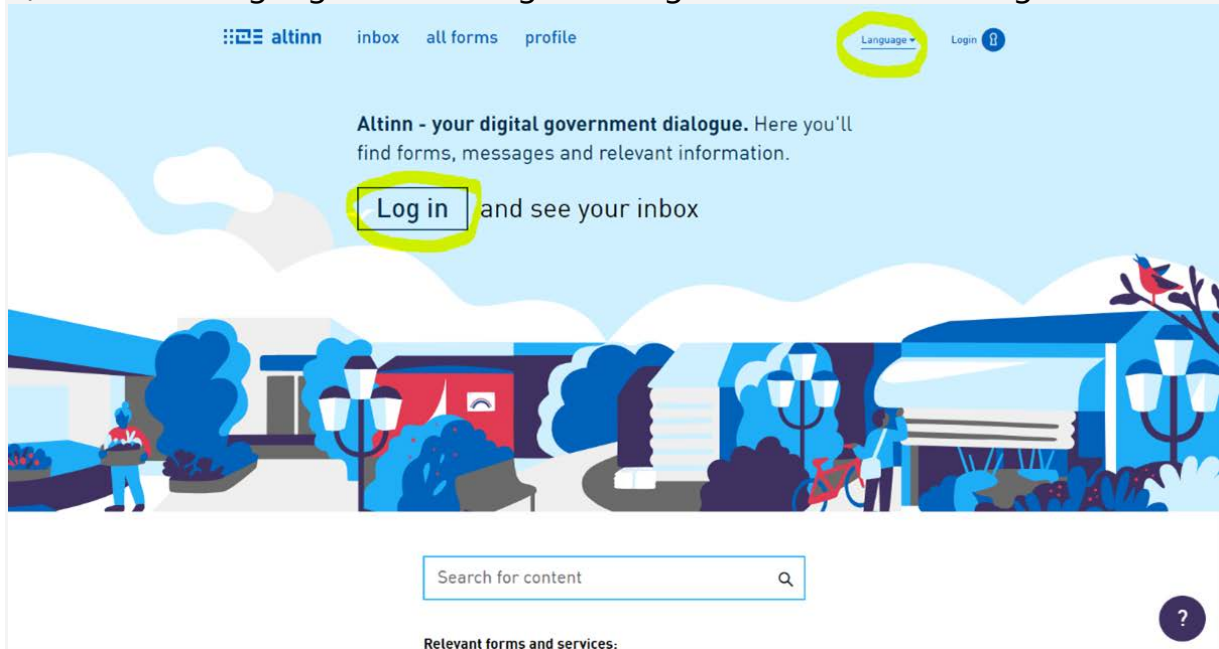 altinn inbox all forms profile Language Login
Altinn - your digital government dialogue. Here you'll
find forms, messages and relevant information.
Log in and see your inbox
Search for content
?
Relevant forms and services: